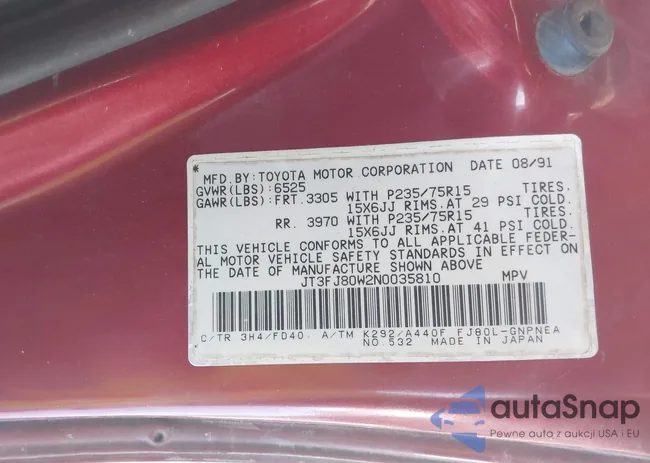 * MFD.BY:TOYOTA MOTOR CORPORATION DATE 08/91
GVWR(LBS):6525
GAWR(LBS):FRT.3305 WITH P235/75R15 TIRES.
15X6JJ RIMS.AT 29 PSI COLD.
RR. 3970 WITH P235/75R15 TIRES.
15X6JJ RIMS.AT 41 PSI COLD.
THIS VEHICLE CONFORMS TO ALL APPLICABLE FEDER-
AL MOTOR VEHICLE SAFETY STANDARDS IN EFFECT ON
THE DATE OF MANUFACTURE SHOWN ABOVE
JT3FJ80W2N0035810 MPV
C/TR 3H4/FD40. A/TM K292/A440F FJ80L-GNPNEA
NO.532 MADE IN JAPAN
autaSnap
Pewne auta z aukcji USA i EU